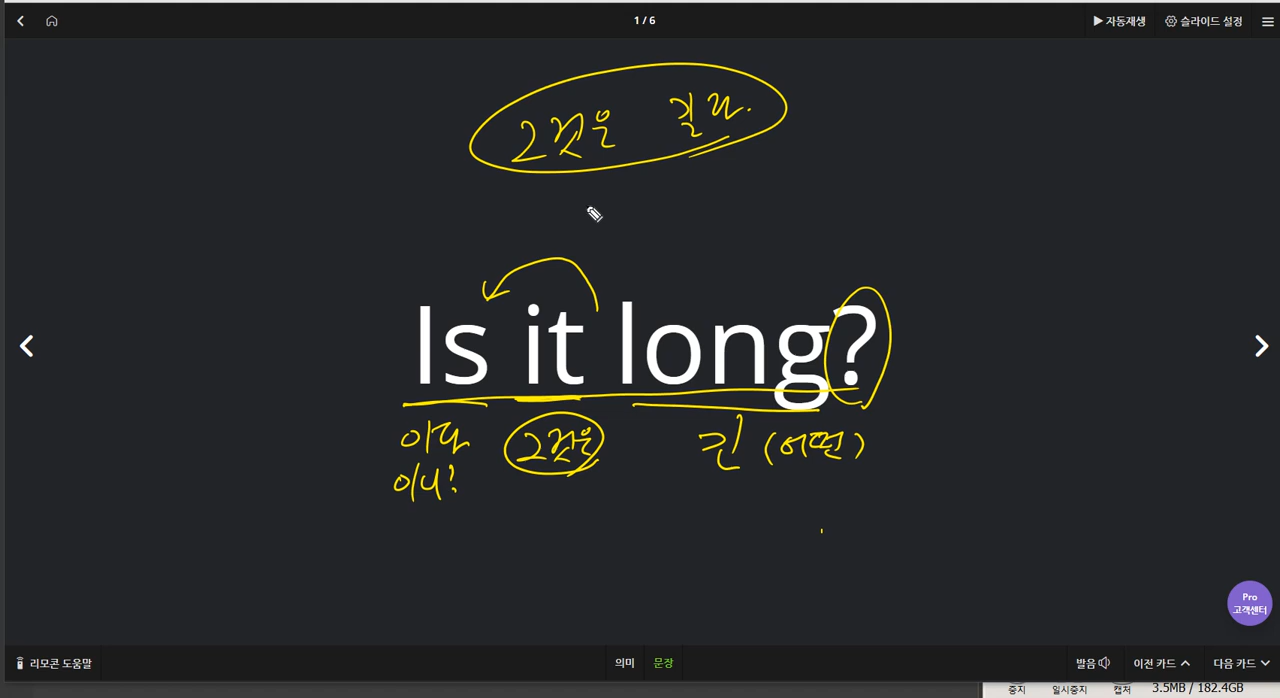 1 / 6
자동재생
슬라이드 설정
그것은 길다.
Is it long?
이다 그것은 긴 (어떤)
이니?
Pro
고객센터
리모콘 도움말
의미
문장
발음
이전 카드
다음 카드
중지
일시중지
캡처
3.5MB / 182.4GB